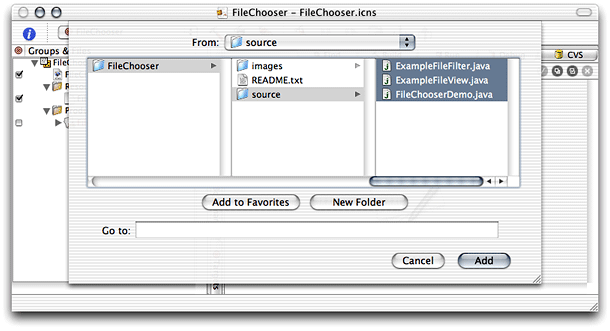 FileChooser – FileChooser.icns
FileChooser
From: source
Groups &
CVS
FileChooser
images
README.txt
source
ExampleFileFilter.java
ExampleFileView.java
FileChooserDemo.java
Add to Favorites
New Folder
Go to:
Cancel
Add